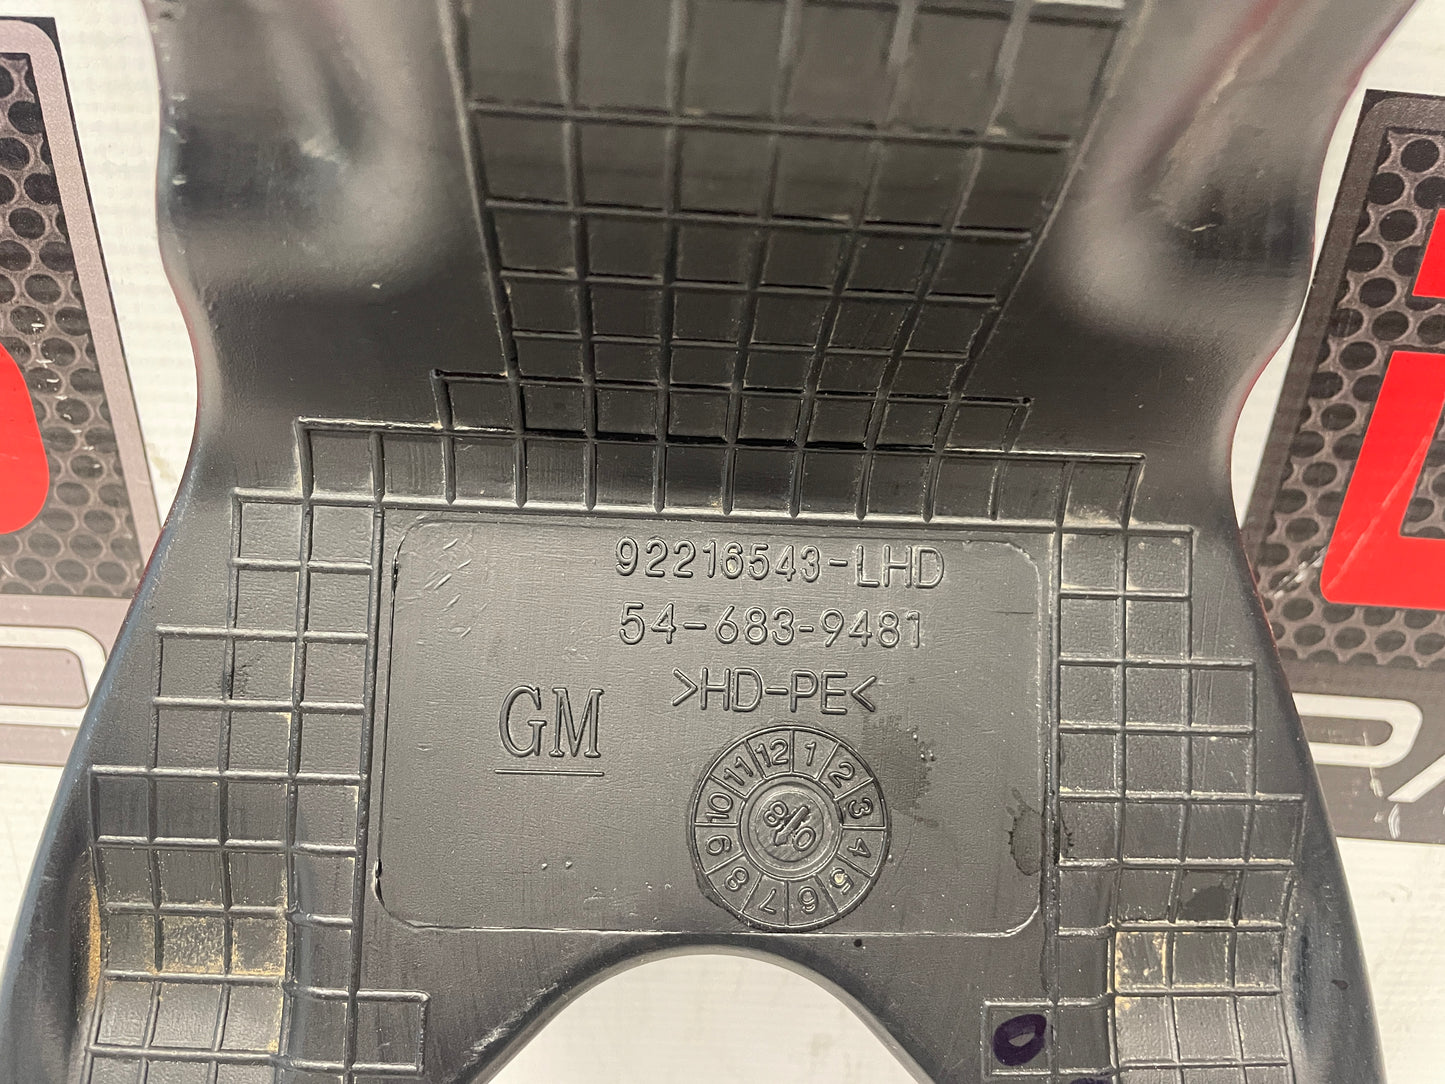 92216543-LHD
54-683-9481
>HD-PE<
GM
12 1 2 3 4 5 6 7 8 9 10 11